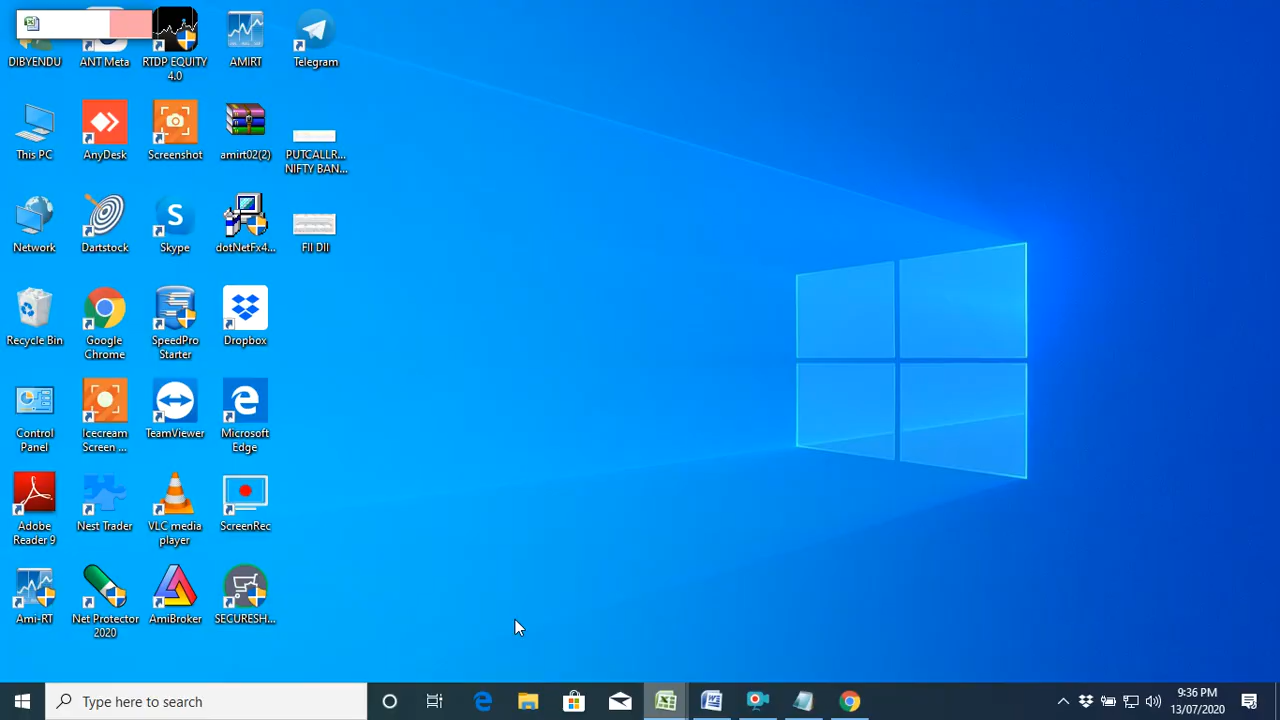 DIBYENDU
ANT Meta
RTDP EQUITY
4.0
AMIRT
Telegram
This PC
AnyDesk
Screenshot
amirt02(2)
PUTCALLR...
NIFTY BAN...
Network
Dartstock
Skype
dotNetFx4...
FII DII
Recycle Bin
Google
Chrome
SpeedPro
Starter
Dropbox
Control
Panel
Icecream
Screen ...
TeamViewer
Microsoft
Edge
Adobe
Reader 9
Nest Trader
VLC media
player
ScreenRec
Ami-RT
Net Protector
2020
AmiBroker
SECURESH...
Type here to search
9:36 PM
13/07/2020